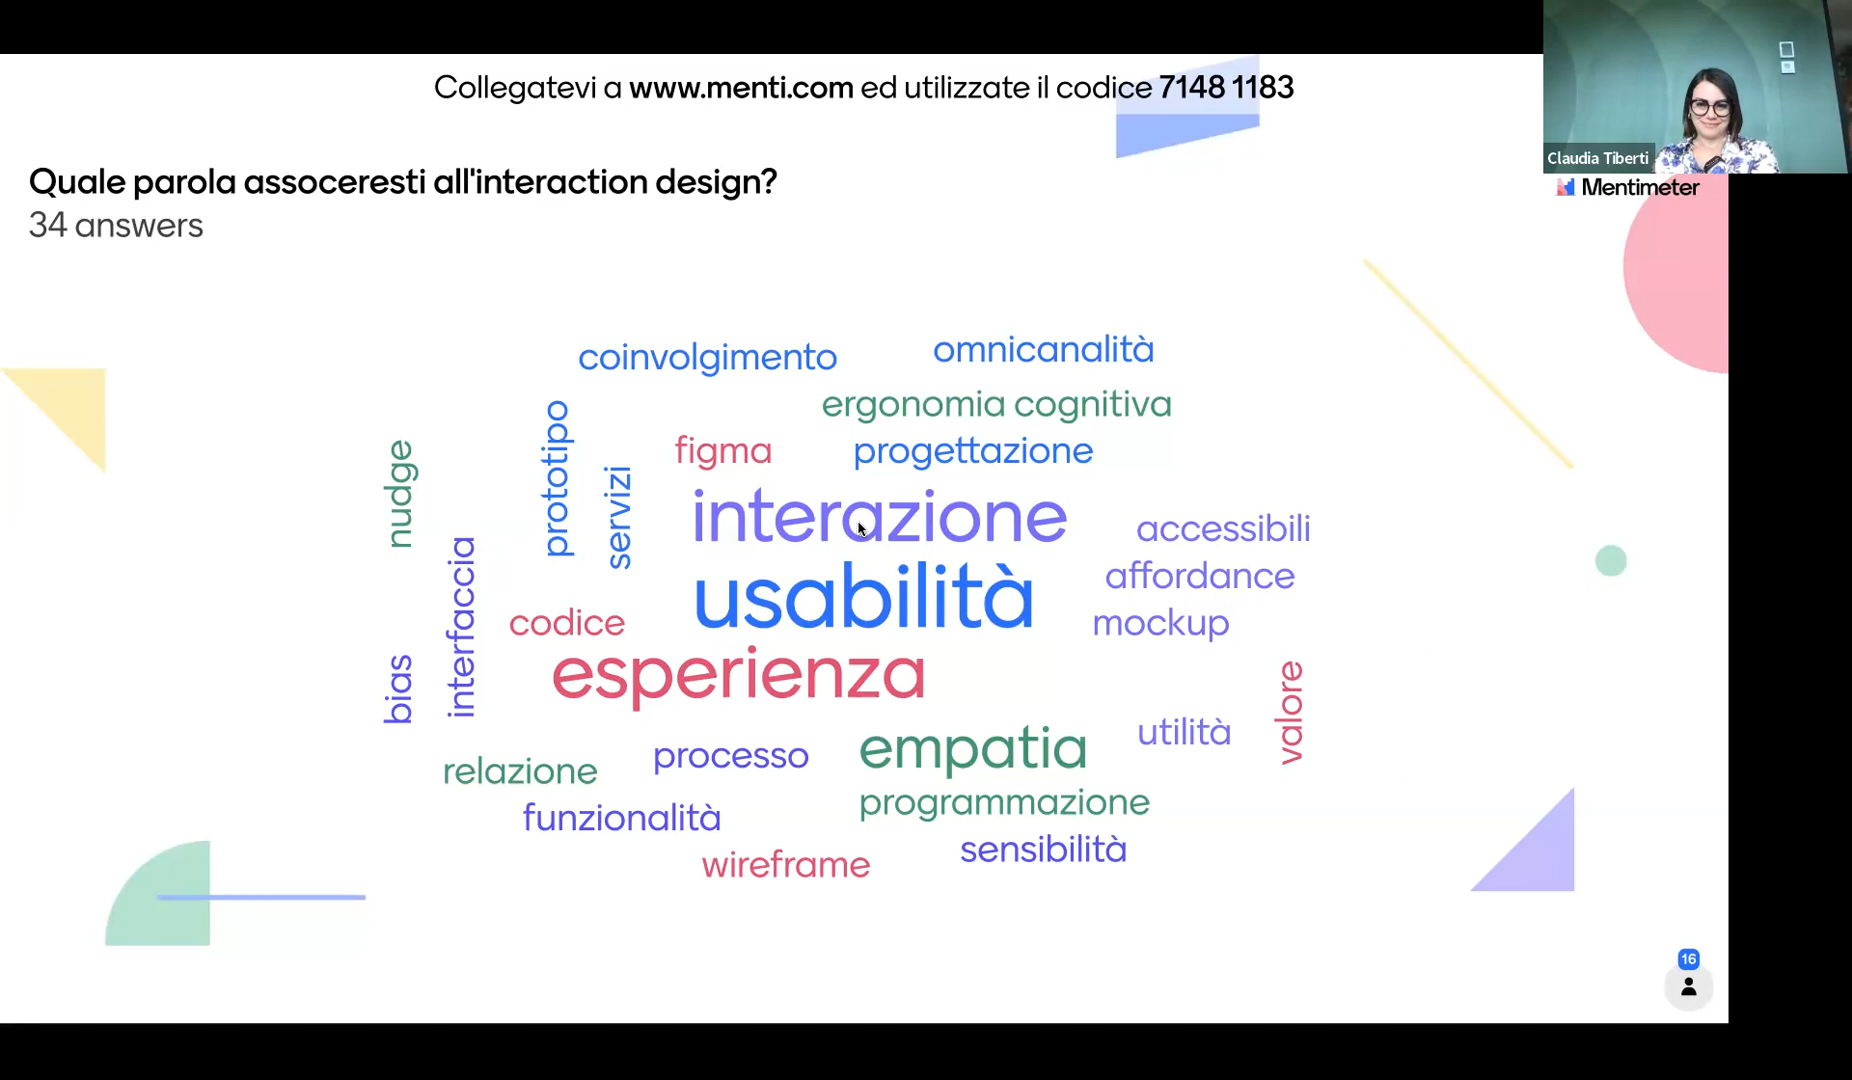 Collegatevi a www.menti.com ed utilizzate il codice 7148 1183
Claudia Tiberti
Mentimeter
Quale parola assoceresti all'interaction design?
34 answers
coinvolgimento
omnicanalità
ergonomia cognitiva
figma
progettazione
nudge
prototipo
servizi
interazione
accessibili
affordance
usabilità
mockup
codice
interfaccia
bias
esperienza
valore
utilità
empatia
processo
relazione
programmazione
funzionalità
sensibilità
wireframe
16